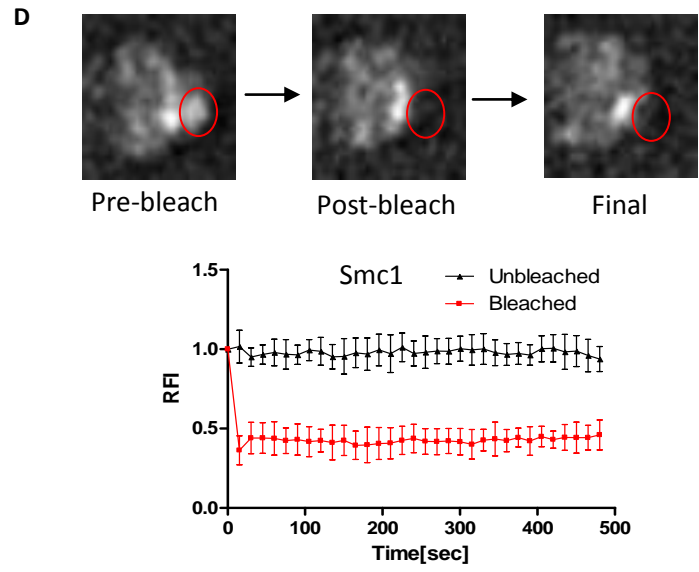 D
Pre-bleach
Post-bleach
Final
Smc1
Unbleached
Bleached
RFI
1.5
1.0
0.5
0.0
0
100
200
300
400
500
Time[sec]